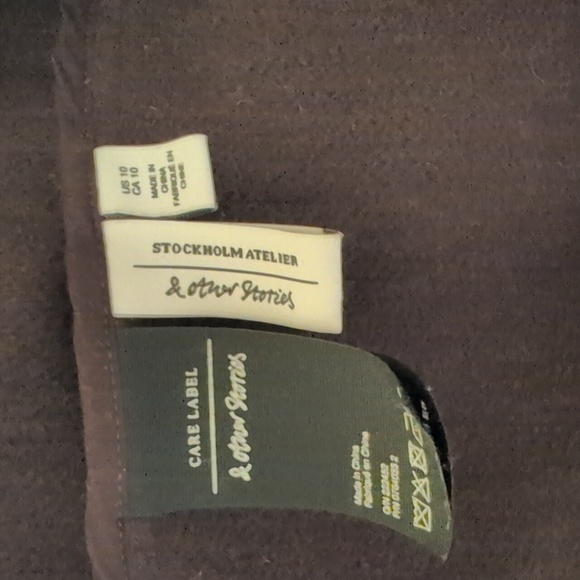 US 10
CA 10
MADE IN
CHINA
FABRIQUÉ EN
CHINE
STOCKHOLM ATELIER
& other Stories
CARE LABEL
& other Stories
Made in China
Fabriqué en Chine